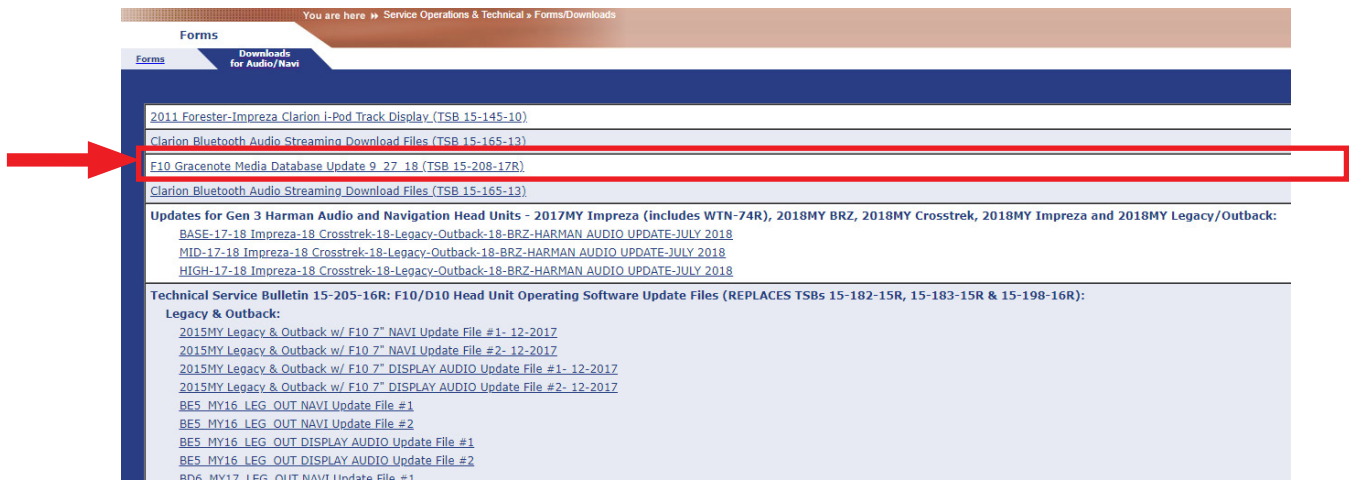 You are here » Service Operations & Technical » Forms/Downloads
Forms
Forms
Downloads
for Audio/Navi
2011 Forester-Impreza Clarion i-Pod Track Display (TSB 15-145-10)
Clarion Bluetooth Audio Streaming Download Files (TSB 15-165-13)
F10 Gracenote Media Database Update 9_27_18 (TSB 15-208-17R)
Clarion Bluetooth Audio Streaming Download Files (TSB 15-165-13)
Updates for Gen 3 Harman Audio and Navigation Head Units - 2017MY Impreza (includes WTN-74R), 2018MY BRZ, 2018MY Crosstrek, 2018MY Impreza and 2018MY Legacy/Outback:
BASE-17-18 Impreza-18 Crosstrek-18-Legacy-Outback-18-BRZ-HARMAN AUDIO UPDATE-JULY 2018
MID-17-18 Impreza-18 Crosstrek-18-Legacy-Outback-18-BRZ-HARMAN AUDIO UPDATE-JULY 2018
HIGH-17-18 Impreza-18 Crosstrek-18-Legacy-Outback-18-BRZ-HARMAN AUDIO UPDATE-JULY 2018
Technical Service Bulletin 15-205-16R: F10/D10 Head Unit Operating Software Update Files (REPLACES TSBs 15-182-15R, 15-183-15R & 15-198-16R):
Legacy & Outback:
2015MY Legacy & Outback w/ F10 7" NAVI Update File #1- 12-2017
2015MY Legacy & Outback w/ F10 7" NAVI Update File #2- 12-2017
2015MY Legacy & Outback w/ F10 7" DISPLAY AUDIO Update File #1- 12-2017
2015MY Legacy & Outback w/ F10 7" DISPLAY AUDIO Update File #2- 12-2017
BE5_MY16_LEG_OUT NAVI Update File #1
BE5_MY16_LEG_OUT NAVI Update File #2
BE5_MY16_LEG_OUT DISPLAY AUDIO Update File #1
BE5_MY16_LEG_OUT DISPLAY AUDIO Update File #2
BD6_MY17_LEG_OUT NAVI Update File #1